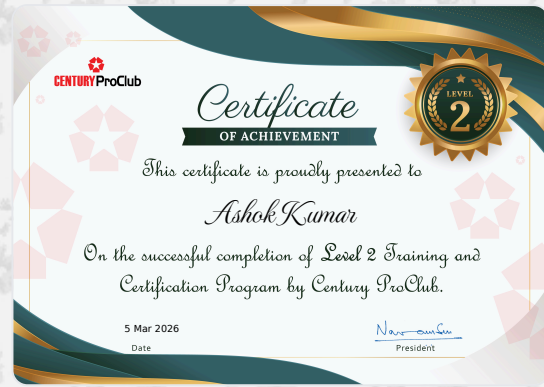 CENTURY ProClub
LEVEL
2
Certificate
OF ACHIEVEMENT
This certificate is proudly presented to
Ashok Kumar
On the successful completion of Level 2 Training and
Certification Program by Century ProClub.
5 Mar 2026
Date
President